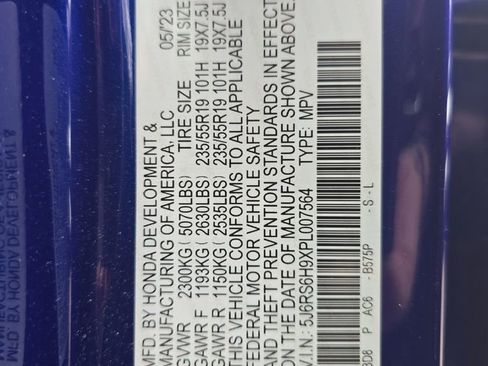 MFD. BY HONDA DEVELOPMENT & 05/23
MANUFACTURING OF AMERICA, LLC
GVWR 2300KG (5070LBS) TIRE SIZE RIM SIZE
GAWR F 1193KG (2630LBS) 235/55R19 101H 19X7.5J
GAWR R 1150KG (2535LBS) 235/55R19 101H 19X7.5J
THIS VEHICLE CONFORMS TO ALL APPLICABLE
FEDERAL MOTOR VEHICLE SAFETY
AND THEFT PREVENTION STANDARDS IN EFFECT
ON THE DATE OF MANUFACTURE SHOWN ABOVE.
V.I.N.: 5J6RS6H9XPL007564 TYPE: MPV
3D8 P AC6 B575P - S - L